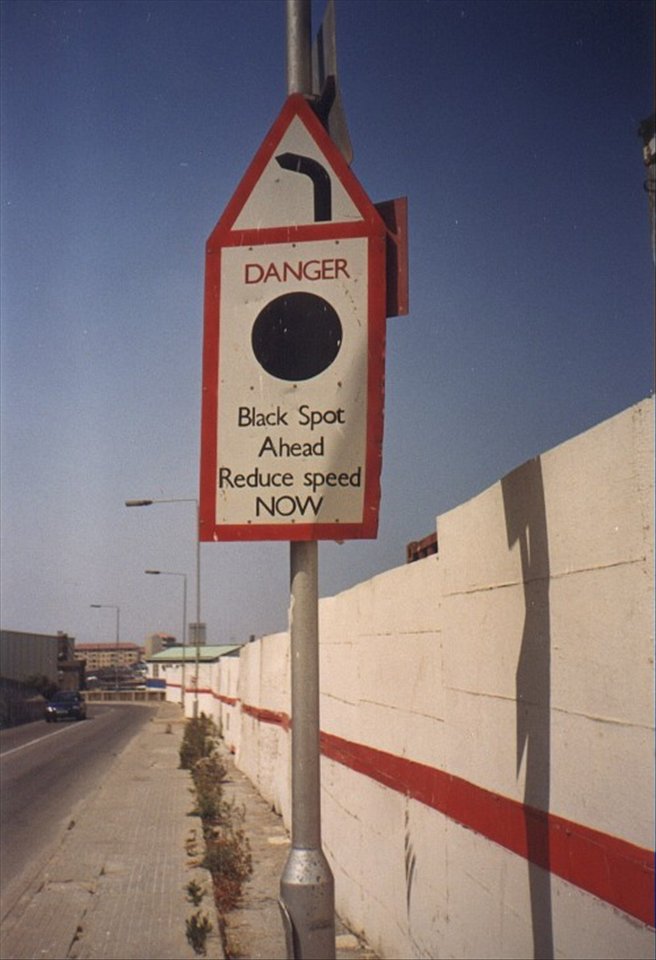 DANGER
Black Spot
Ahead
Reduce speed
NOW